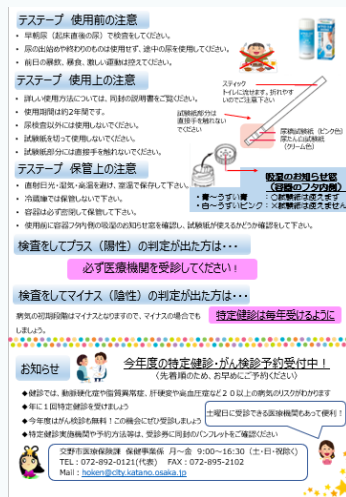 テステープ 使用前の注意
・ 早朝尿（起床直後の尿）で検査をしてください。
・ 尿の出始めや終わりのものは使用せず、途中の尿を使用してください。
・ 前日の暴飲、暴食、激しい運動は控えてください。
テステープ 使用上の注意
・ 詳しい使用方法については、同封の説明書をご覧ください。
・ 使用期間は約2年間です。
・ 尿検査以外には使用しないでください。
・ 試験紙を切って使用しないでください。
・ 試験紙部分には直接手を触れないでください。
スティック
トイレに流せます。折れやす
いのでご注意下さい
試験紙部分は
直接手を触れない
でください
尿糖試験紙（ピンク色）
尿たんぱ試験紙
（クリーム色）
テステープ 保管上の注意
・ 直射日光・湿気・高温を避け、室温で保存して下さい。
・ 冷蔵庫では保管しないで下さい。
・ 容器は必ず密閉して保管して下さい。
・ 使用前に容器フタ内側の吸湿のお知らせ窓を確認し、試験紙が使えるかどうか確認をして下さい。
吸湿のお知らせ窓
（容器のフタ内側）
・青～うすい青 ：○試験紙は使えます
・白～うすいピンク：×試験紙は使えません
検査をしてプラス（陽性）の判定が出た方は・・・
必ず医療機関を受診してください！
検査をしてマイナス（陰性）の判定が出た方は・・・
病気の初期段階はマイナスとなりますので、マイナスの場合でも
特定健診は毎年受けるように
しましょう。
お知らせ
今年度の特定健診・がん検診予約受付中！
（先着順のため、お早めにご予約ください）
◆健診では、動脈硬化症や脂質異常症、肝硬変や高血圧症など２０以上の病気のリスクがわかります
◆年に１回特定健診を受けましょう
◆今年度はがん検診も無料！この機会にぜひ受診しましょう
◆特定健診実施機関や予約方法等は、受診券に同封のパンフレットをご確認ください
土曜日に受診できる医療機関もあって便利！
交野市医療保険課 保健事業係 月～金 9:00～16:30（土・日・祝除く）
TEL：072-892-0121(代表) FAX：072-895-2102
Mail：hoken@city.katano.osaka.jp